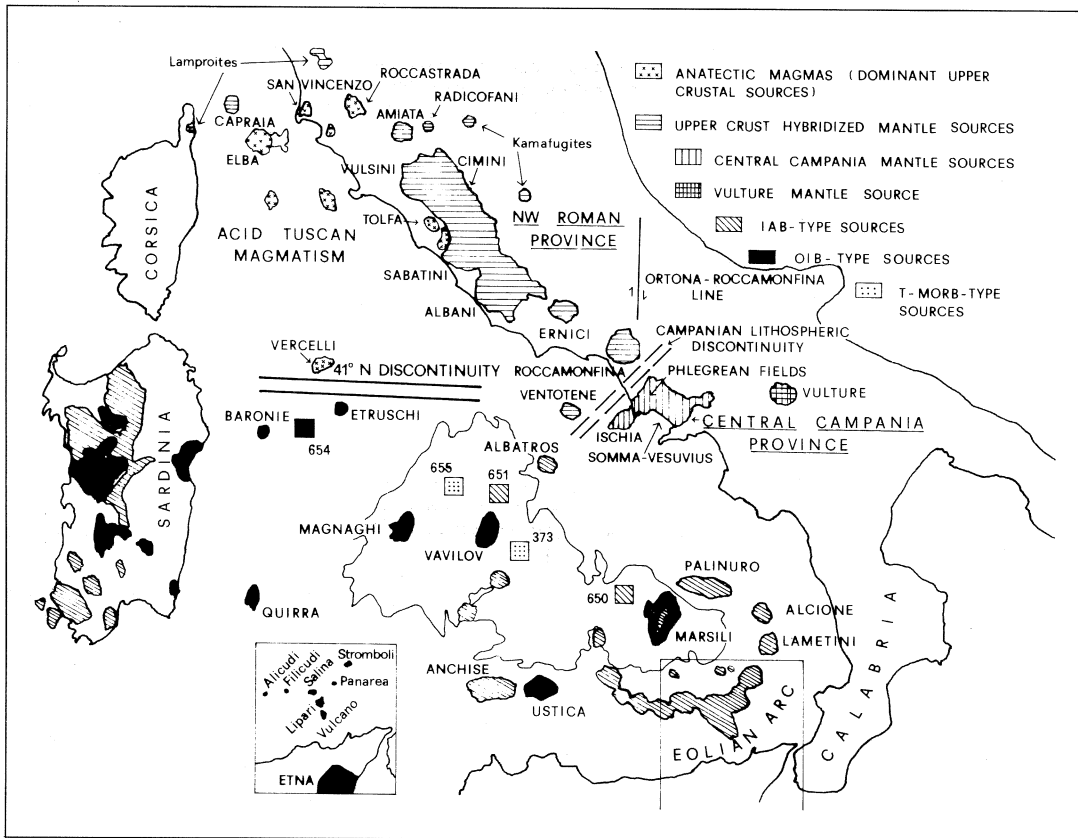 Lamproites
SAN VINCENZO
ROCCASTRADA
CAPRAIA
ELBA
AMIATA
RADICOFANI
Kamafugites
VULSINI
CIMINI
TOLFA
NW ROMAN
PROVINCE
ACID TUSCAN
MAGMATISM
SABATINI
ALBANI
ERNICI
CORSICA
ANATECTIC MAGMAS (DOMINANT UPPER
CRUSTAL SOURCES)
UPPER CRUST HYBRIDIZED MANTLE SOURCES
CENTRAL CAMPANIA MANTLE SOURCES
VULTURE MANTLE SOURCE
IAB-TYPE SOURCES
OIB-TYPE SOURCES
T-MORB-TYPE
SOURCES
1
ORTONA-ROCCAMONFINA
LINE
CAMPANIAN LITHOSPHERIC
DISCONTINUITY
ROCCAMONFINA
PHLEGREAN FIELDS
VENTOTENE
VULTURE
CENTRAL CAMPANIA
PROVINCE
ISCHIA
SOMMA-VESUVIUS
VERCELLI
41° N DISCONTINUITY
BARONIE
ETRUSCHI
654
SARDINIA
ALBATROS
655
651
MAGNAGHI
VAVILOV
373
QUIRRA
650
PALINURO
ALCIONE
LAMETINI
MARSILI
ANCHISE
USTICA
EOLIAN ARC
CALABRIA
Alicudi
Filicudi
Salina
Stromboli
Panarea
Lipari
Vulcano
ETNA